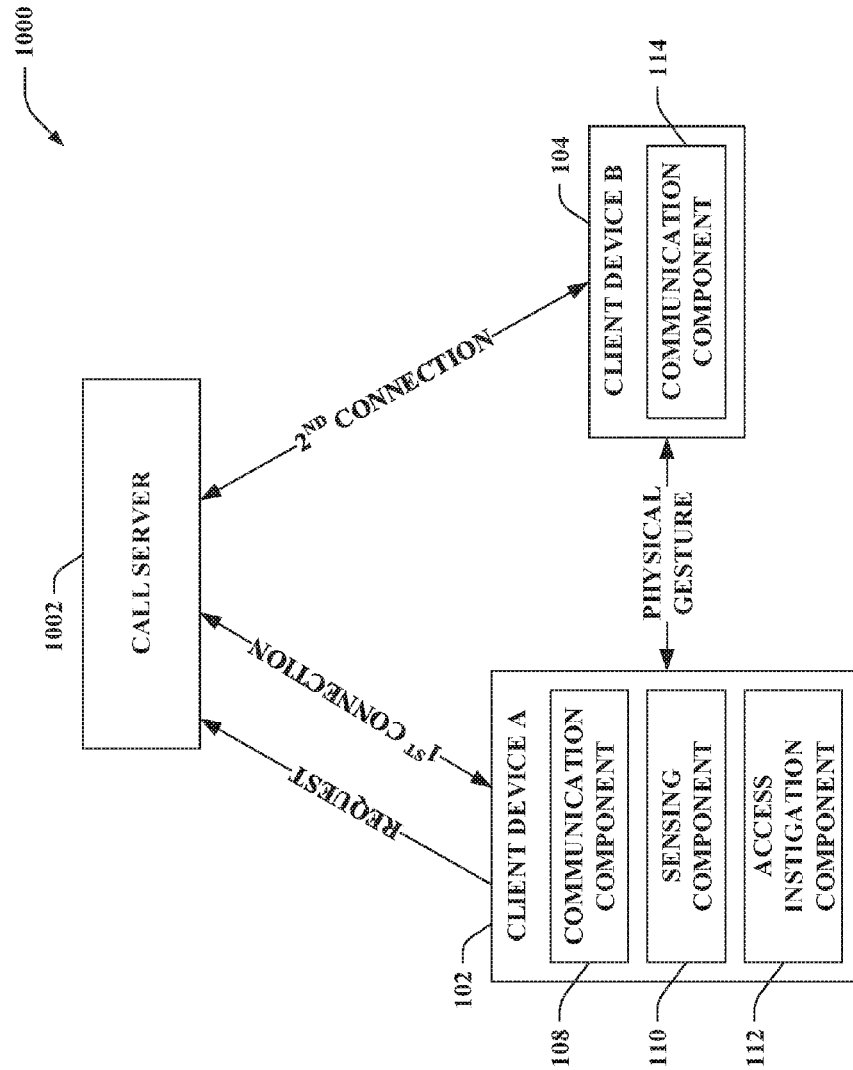 1000
1002
CALL SERVER
REQUEST
1ST CONNECTION
2ND CONNECTION
102
CLIENT DEVICE A
108
COMMUNICATION
COMPONENT
110
SENSING
COMPONENT
112
ACCESS
INSTIGATION
COMPONENT
PHYSICAL
GESTURE
104
CLIENT DEVICE B
114
COMMUNICATION
COMPONENT